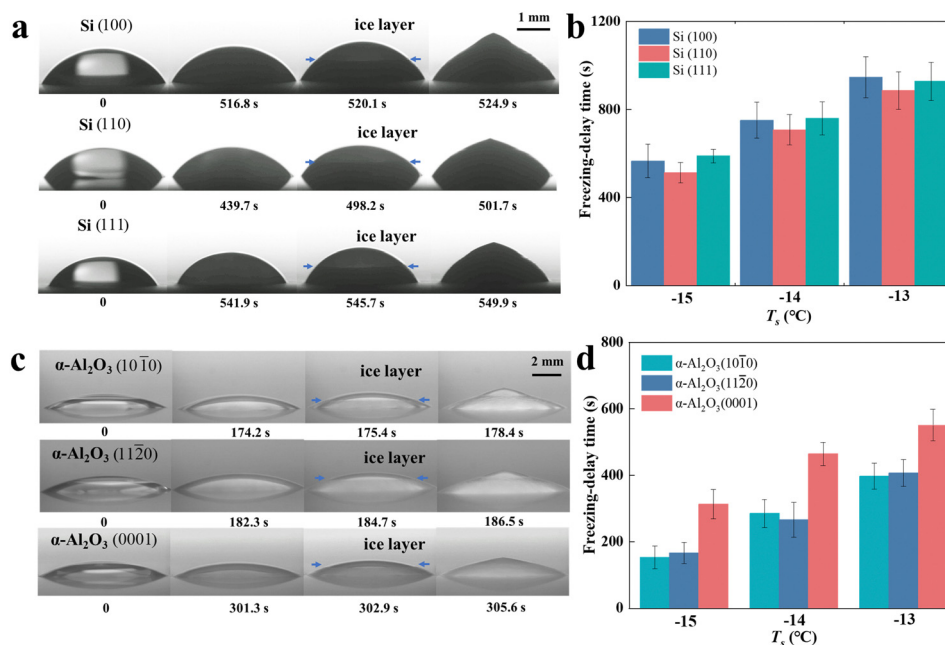 a
Si (100)
ice layer
1 mm
0
516.8 s
520.1 s
524.9 s
Si (110)
ice layer
0
439.7 s
498.2 s
501.7 s
Si (111)
ice layer
0
541.9 s
545.7 s
549.9 s
b
Si (100)
Si (110)
Si (111)
Freezing-delay time (s)
1200
800
400
0
-15
-14
-13
Tₛ (°C)
c
α-Al₂O₃ (101̅0)
ice layer
2 mm
0
174.2 s
175.4 s
178.4 s
α-Al₂O₃ (112̅0)
ice layer
0
182.3 s
184.7 s
186.5 s
α-Al₂O₃ (0001)
ice layer
0
301.3 s
302.9 s
305.6 s
d
α-Al₂O₃(101̅0)
α-Al₂O₃(112̅0)
α-Al₂O₃(0001)
Freezing-delay time (s)
800
600
400
200
0
-15
-14
-13
Tₛ (°C)